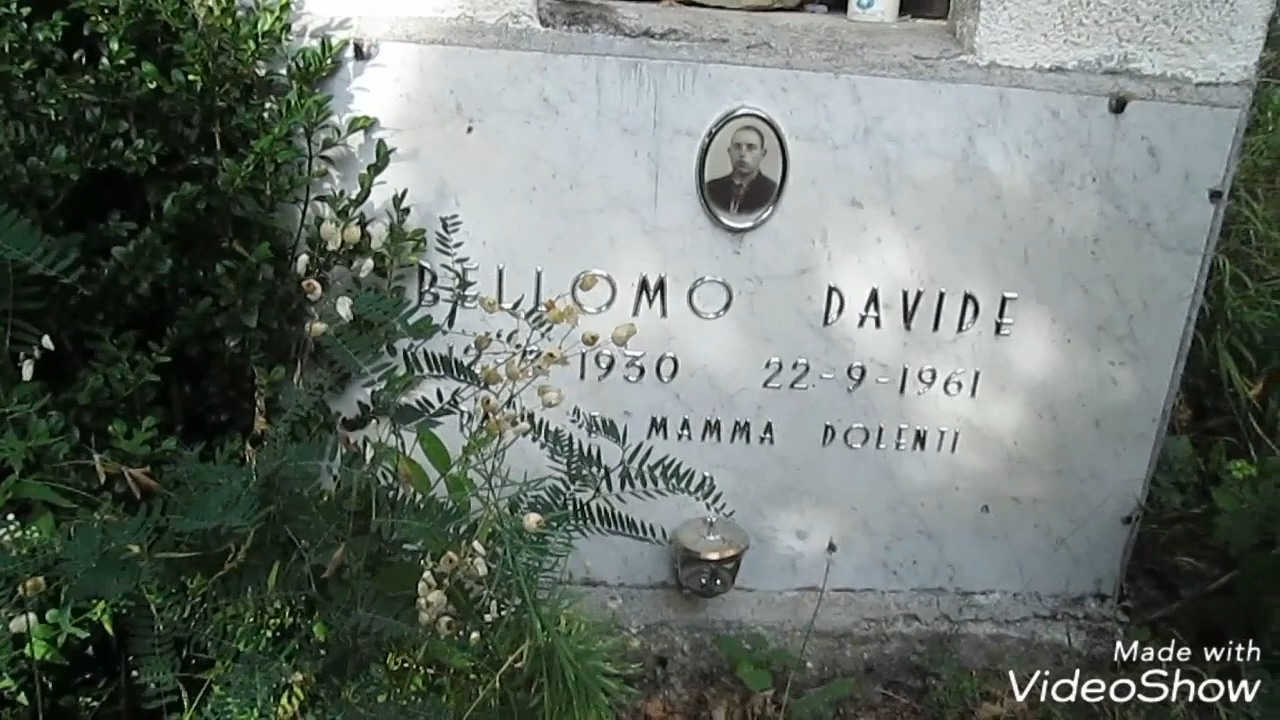 BELLOMO DAVIDE
1930 22-9-1961
MAMMA DOLENTI
Made with
VideoShow